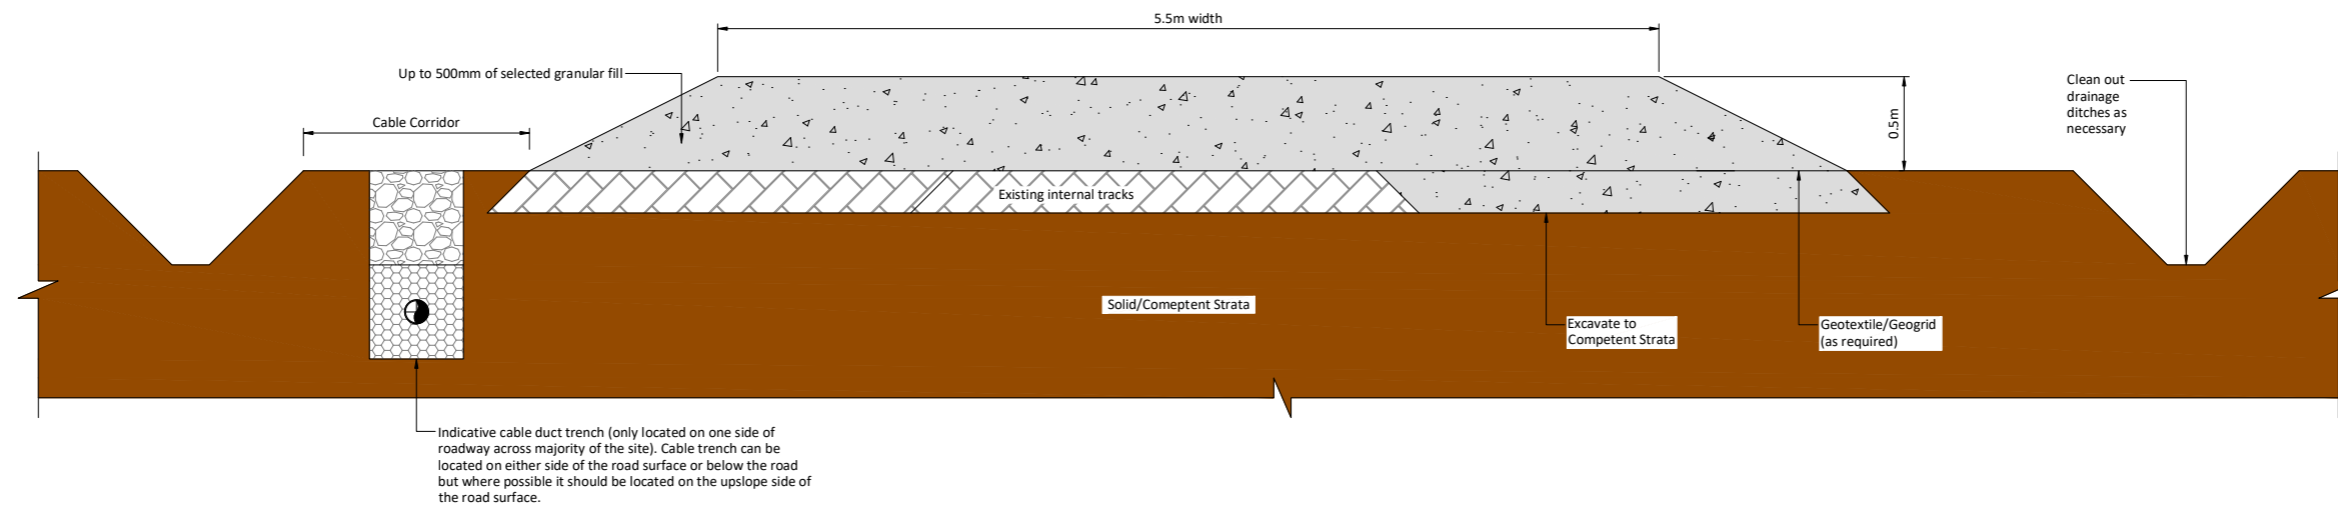 5.5m width
Up to 500mm of selected granular fill
Clean out
drainage
ditches as
necessary
Cable Corridor
0.5m
Existing internal tracks
Solid/Comeptent Strata
Excavate to
Competent Strata
Geotextile/Geogrid
(as required)
Indicative cable duct trench (only located on one side of
roadway across majority of the site). Cable trench can be
located on either side of the road surface or below the road
but where possible it should be located on the upslope side of
the road surface.